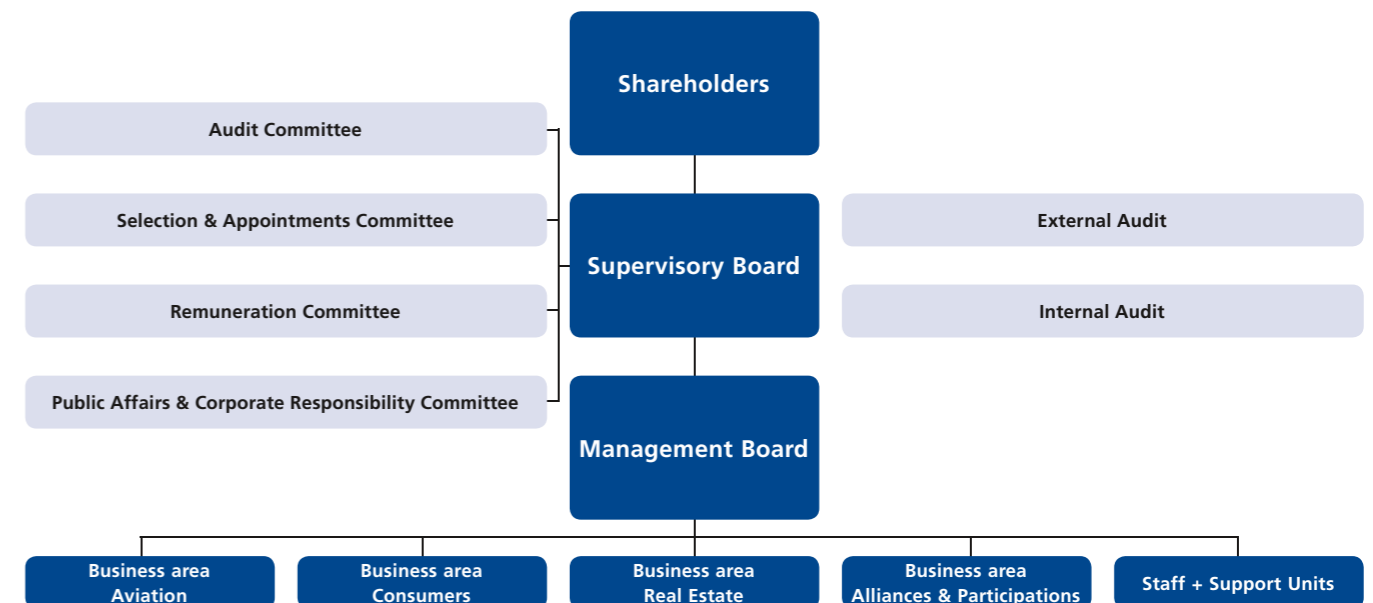 Shareholders
Audit Committee
Selection & Appointments Committee
External Audit
Supervisory Board
Remuneration Committee
Internal Audit
Public Affairs & Corporate Responsibility Committee
Management Board
Business area
Aviation
Business area
Consumers
Business area
Real Estate
Business area
Alliances & Participations
Staff + Support Units